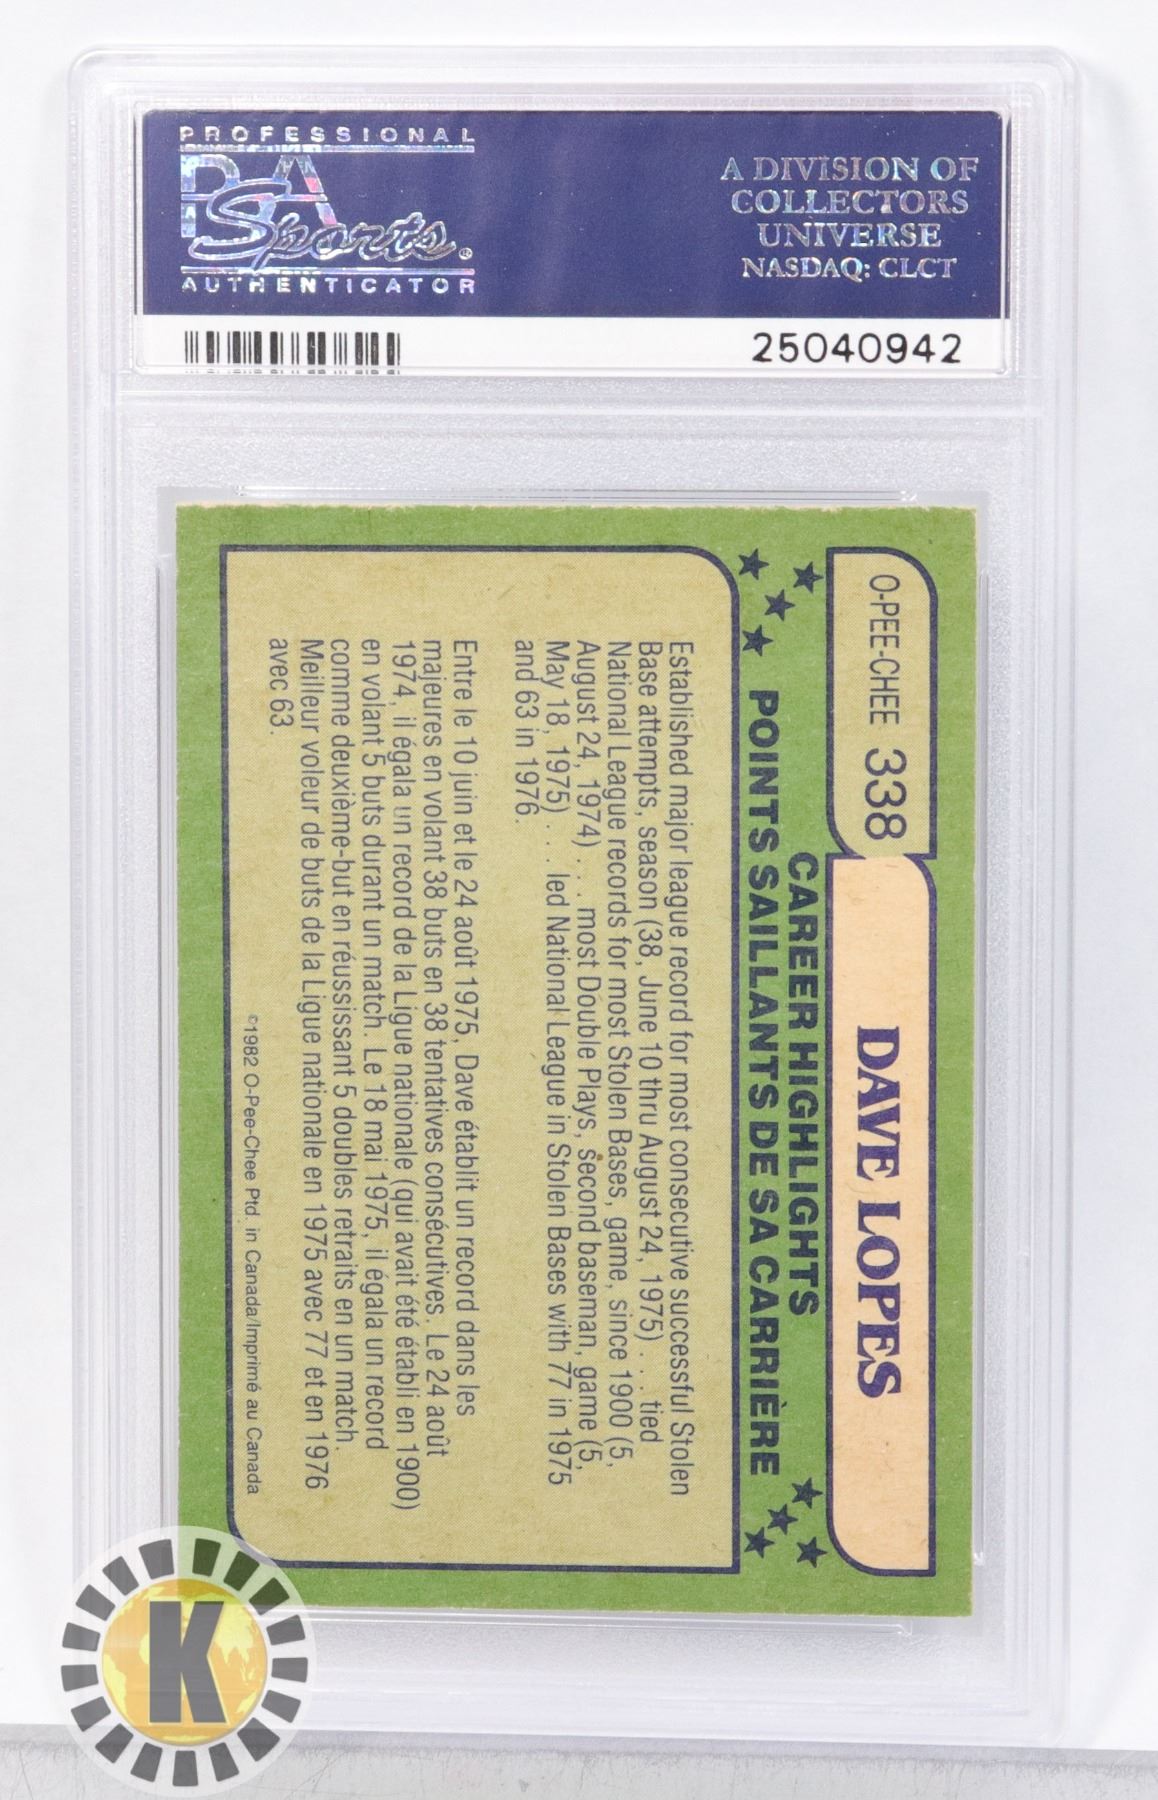 PROFESSIONAL
PSA
Sports®
AUTHENTICATOR
A DIVISION OF
COLLECTORS
UNIVERSE
NASDAQ: CLCT
25040942
O-PEE-CHEE 338
DAVE LOPES
CAREER HIGHLIGHTS
POINTS SAILLANTS DE SA CARRIÈRE
Established major league record for most consecutive successful Stolen
Base attempts, season (38, June 10 thru August 24, 1975) . . . tied
National League records for most Stolen Bases, game, since 1900 (5,
August 24, 1974) . . . most Double Plays, Second baseman, game (5,
May 18, 1975) . . . led National League in Stolen Bases with 77 in 1975
and 63 in 1976.
Entre le 10 juin et le 24 août 1975, Dave établit un record dans les
majeures en volant 38 buts en 38 tentatives consécutives. Le 24 août
1974, il égala un record de la Ligue nationale (qui avait été établi en 1900)
en volant 5 buts durant un match. Le 18 mai 1975, il égala un record
comme deuxième-but en réussissant 5 doubles retraits en un match.
Meilleur voleur de buts de la Ligue nationale en 1975 avec 77 et en 1976
avec 63.
©1982 O-Pee-Chee Ptd. in Canada/Imprimé au Canada
K